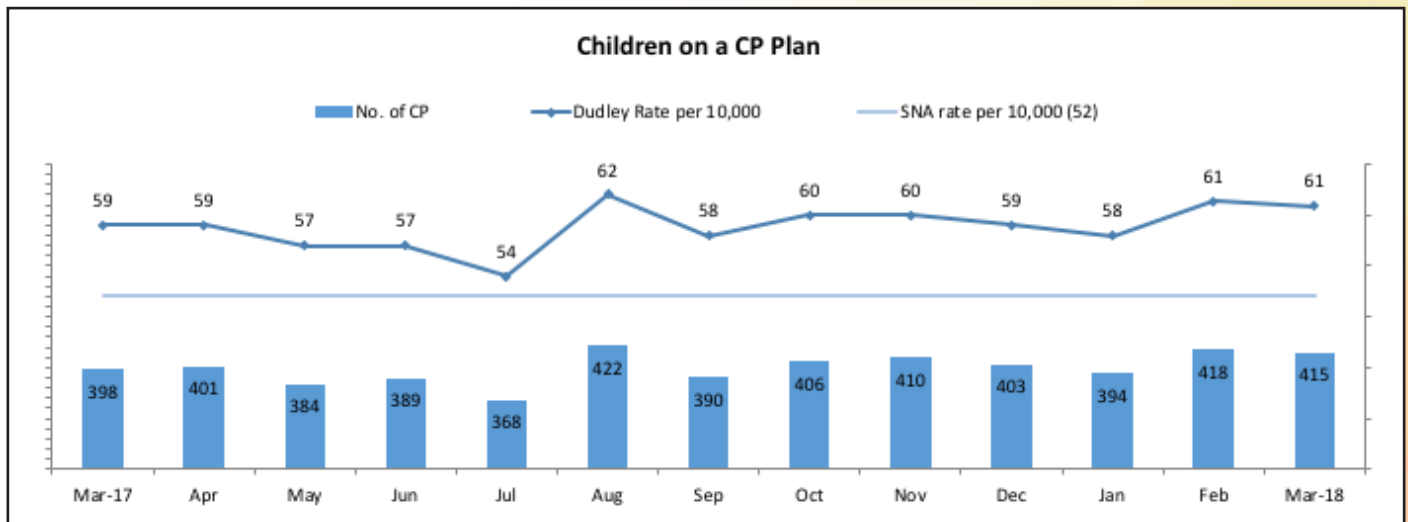 Children on a CP Plan
No. of CP Dudley Rate per 10,000 SNA rate per 10,000 (52)
59 59 57 57 54 62 58 60 60 59 58 61 61
398 401 384 389 368 422 390 406 410 403 394 418 415
Mar-17 Apr May Jun Jul Aug Sep Oct Nov Dec Jan Feb Mar-18